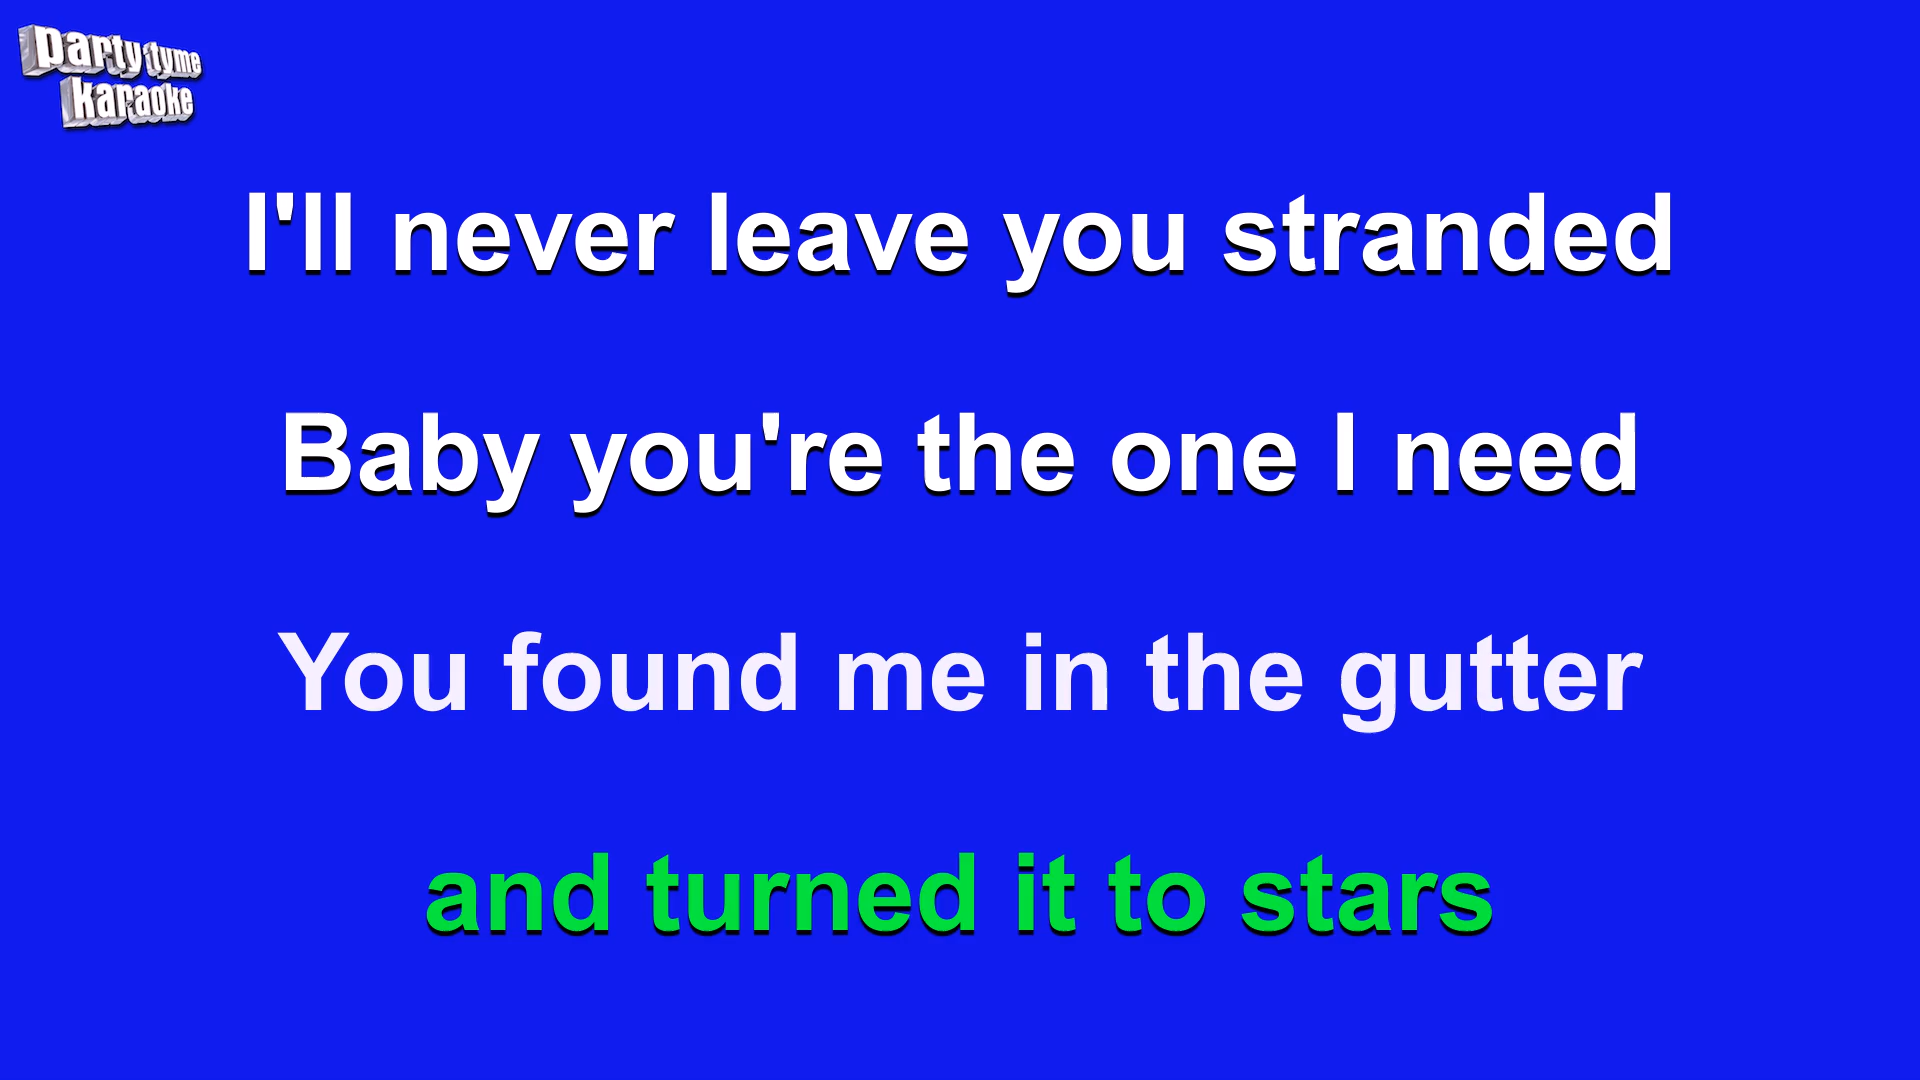 party tyme
karaoke
I'll never leave you stranded
Baby you're the one I need
You found me in the gutter
and turned it to stars